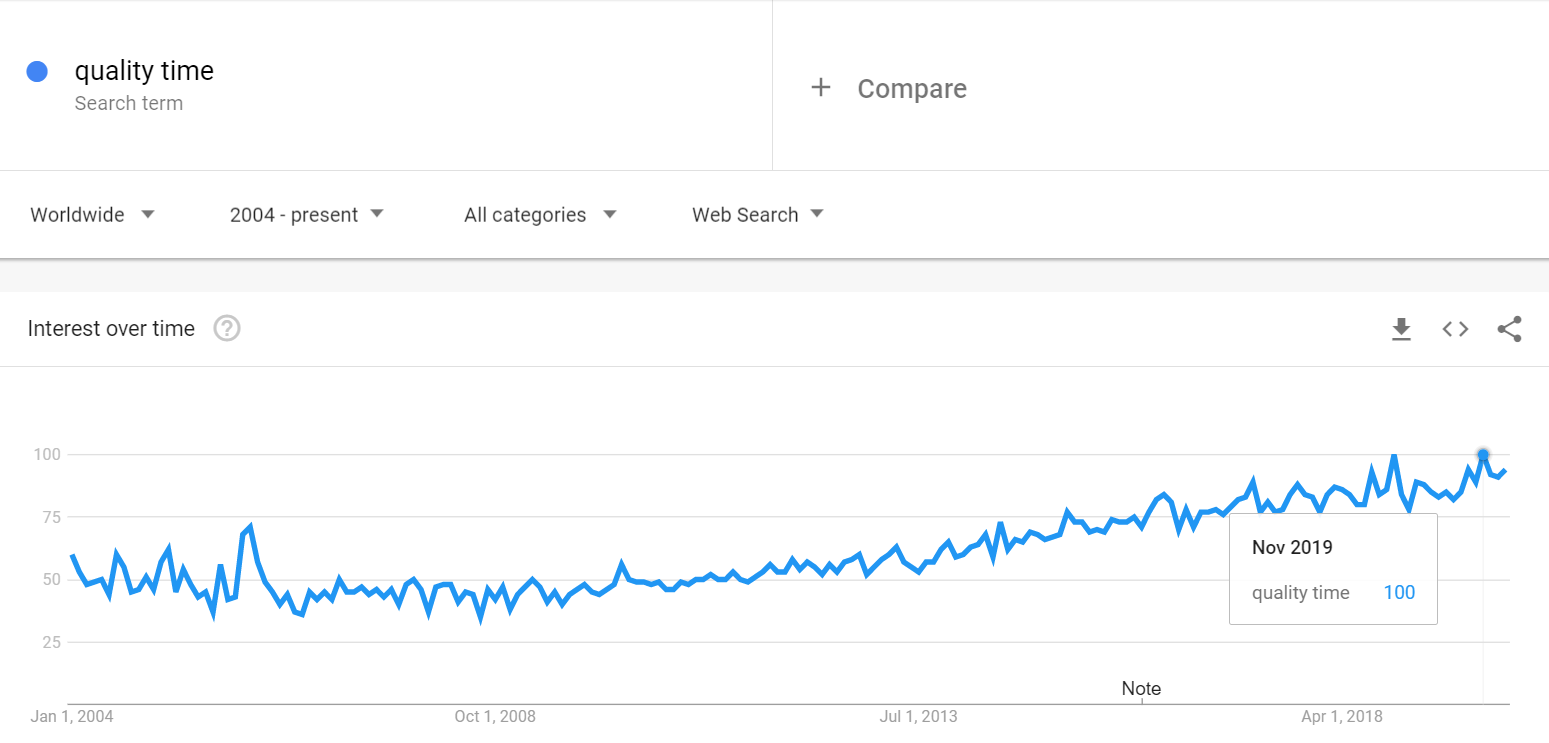 quality time
Search term
+ Compare
Worldwide
2004 - present
All categories
Web Search
Interest over time ?
100
75
50
25
Nov 2019
quality time 100
Note
Jan 1, 2004
Oct 1, 2008
Jul 1, 2013
Apr 1, 2018